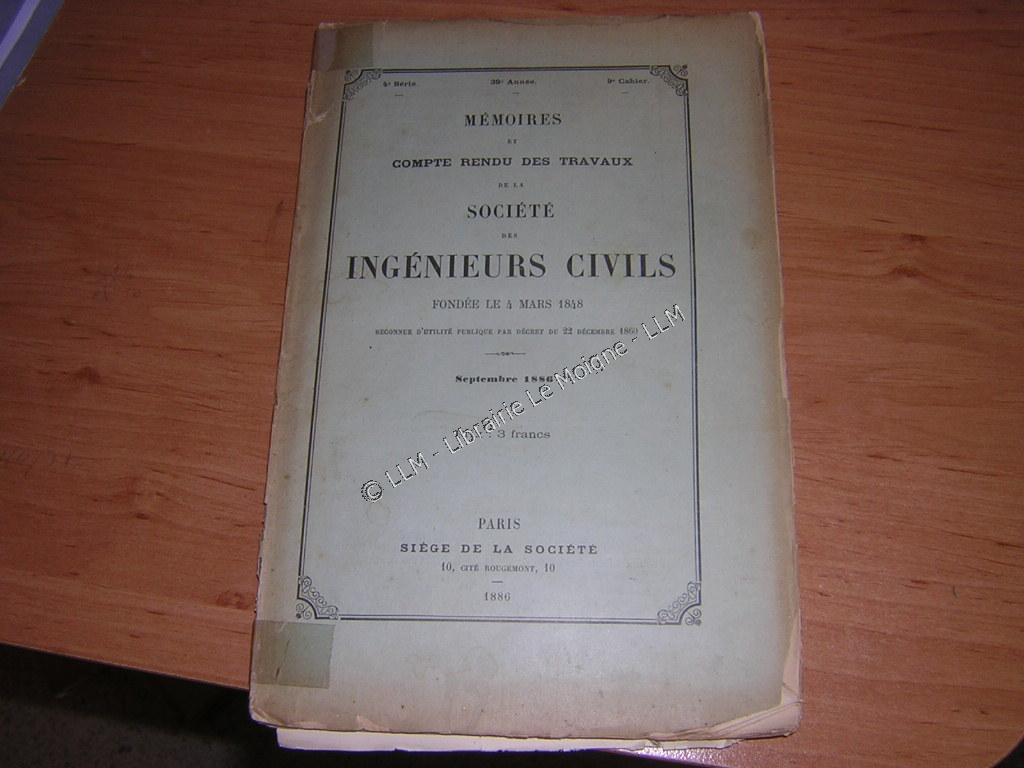 4e Série.
39e Année.
9e Cahier.
MÉMOIRES
ET
COMPTE RENDU DES TRAVAUX
DE LA
SOCIÉTÉ
DES
INGÉNIEURS CIVILS
FONDÉE LE 4 MARS 1848
RECONNUE D'UTILITÉ PUBLIQUE PAR DÉCRET DU 22 DÉCEMBRE 1860
Septembre 1886
: 3 francs
© LLM - Librairie Le Moigne - LLM
PARIS
SIÉGE DE LA SOCIÉTÉ
10, CITÉ ROUGEMONT, 10
1886